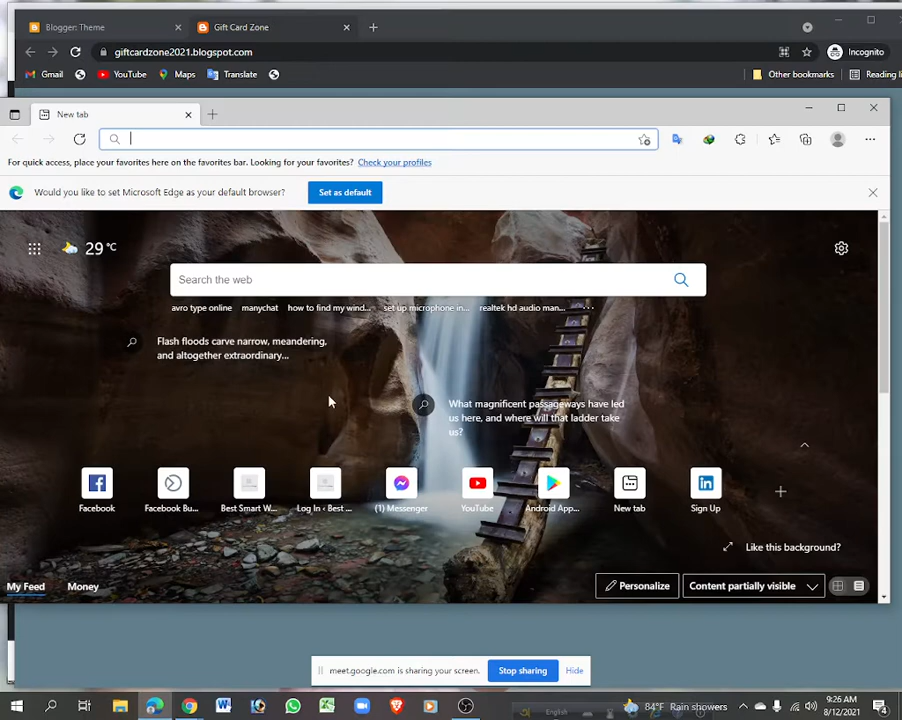 Blogger: Theme
Gift Card Zone
giftcardzone2021.blogspot.com
Incognito
Gmail
YouTube
Maps
Translate
Other bookmarks
Reading li
New tab
For quick access, place your favorites here on the favorites bar. Looking for your favorites? Check your profiles
Would you like to set Microsoft Edge as your default browser?
Set as default
29 °C
Search the web
avro type online
manychat
how to find my wind...
set up microphone in...
realtek hd audio man...
Flash floods carve narrow, meandering,
and altogether extraordinary...
What magnificent passageways have led
us here, and where will that ladder take
us?
Facebook
Facebook Bu...
Best Smart W...
Log In ‹ Best ...
(1) Messenger
YouTube
Android App...
New tab
Sign Up
Like this background?
My Feed
Money
Personalize
Content partially visible
meet.google.com is sharing your screen.
Stop sharing
Hide
English
84°F Rain showers
9:26 AM
8/12/2021